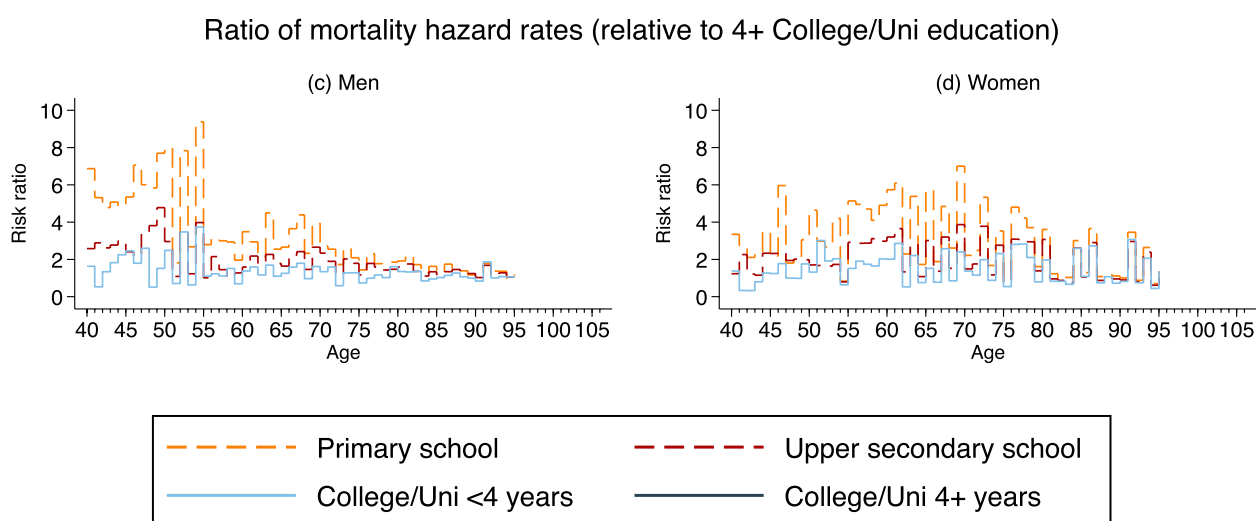 Ratio of mortality hazard rates (relative to 4+ College/Uni education)
(c) Men
10
8
6
4
2
0
Risk ratio
40 45 50 55 60 65 70 75 80 85 90 95 100 105
Age
(d) Women
10
8
6
4
2
0
Risk ratio
40 45 50 55 60 65 70 75 80 85 90 95 100 105
Age
Primary school
Upper secondary school
College/Uni <4 years
College/Uni 4+ years